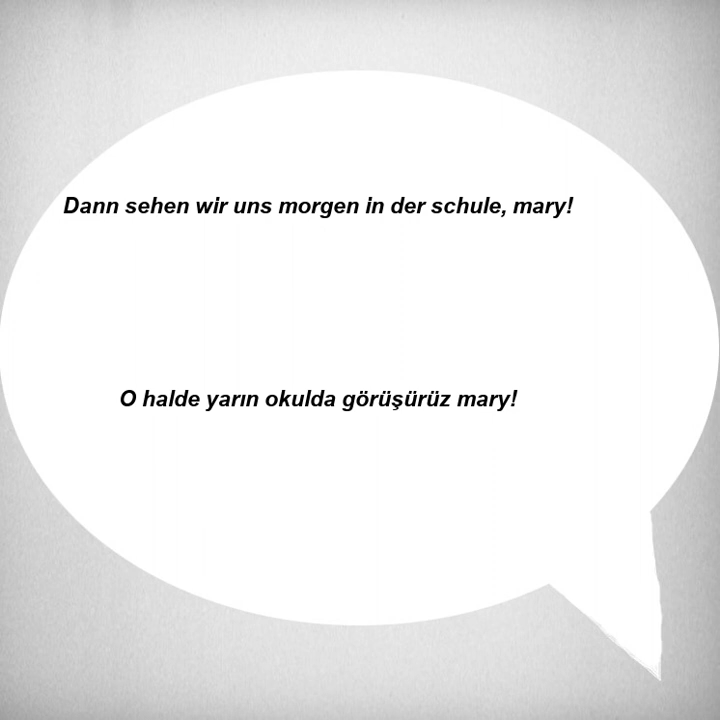 Dann sehen wir uns morgen in der schule, mary!
O halde yarın okulda görüşürüz mary!